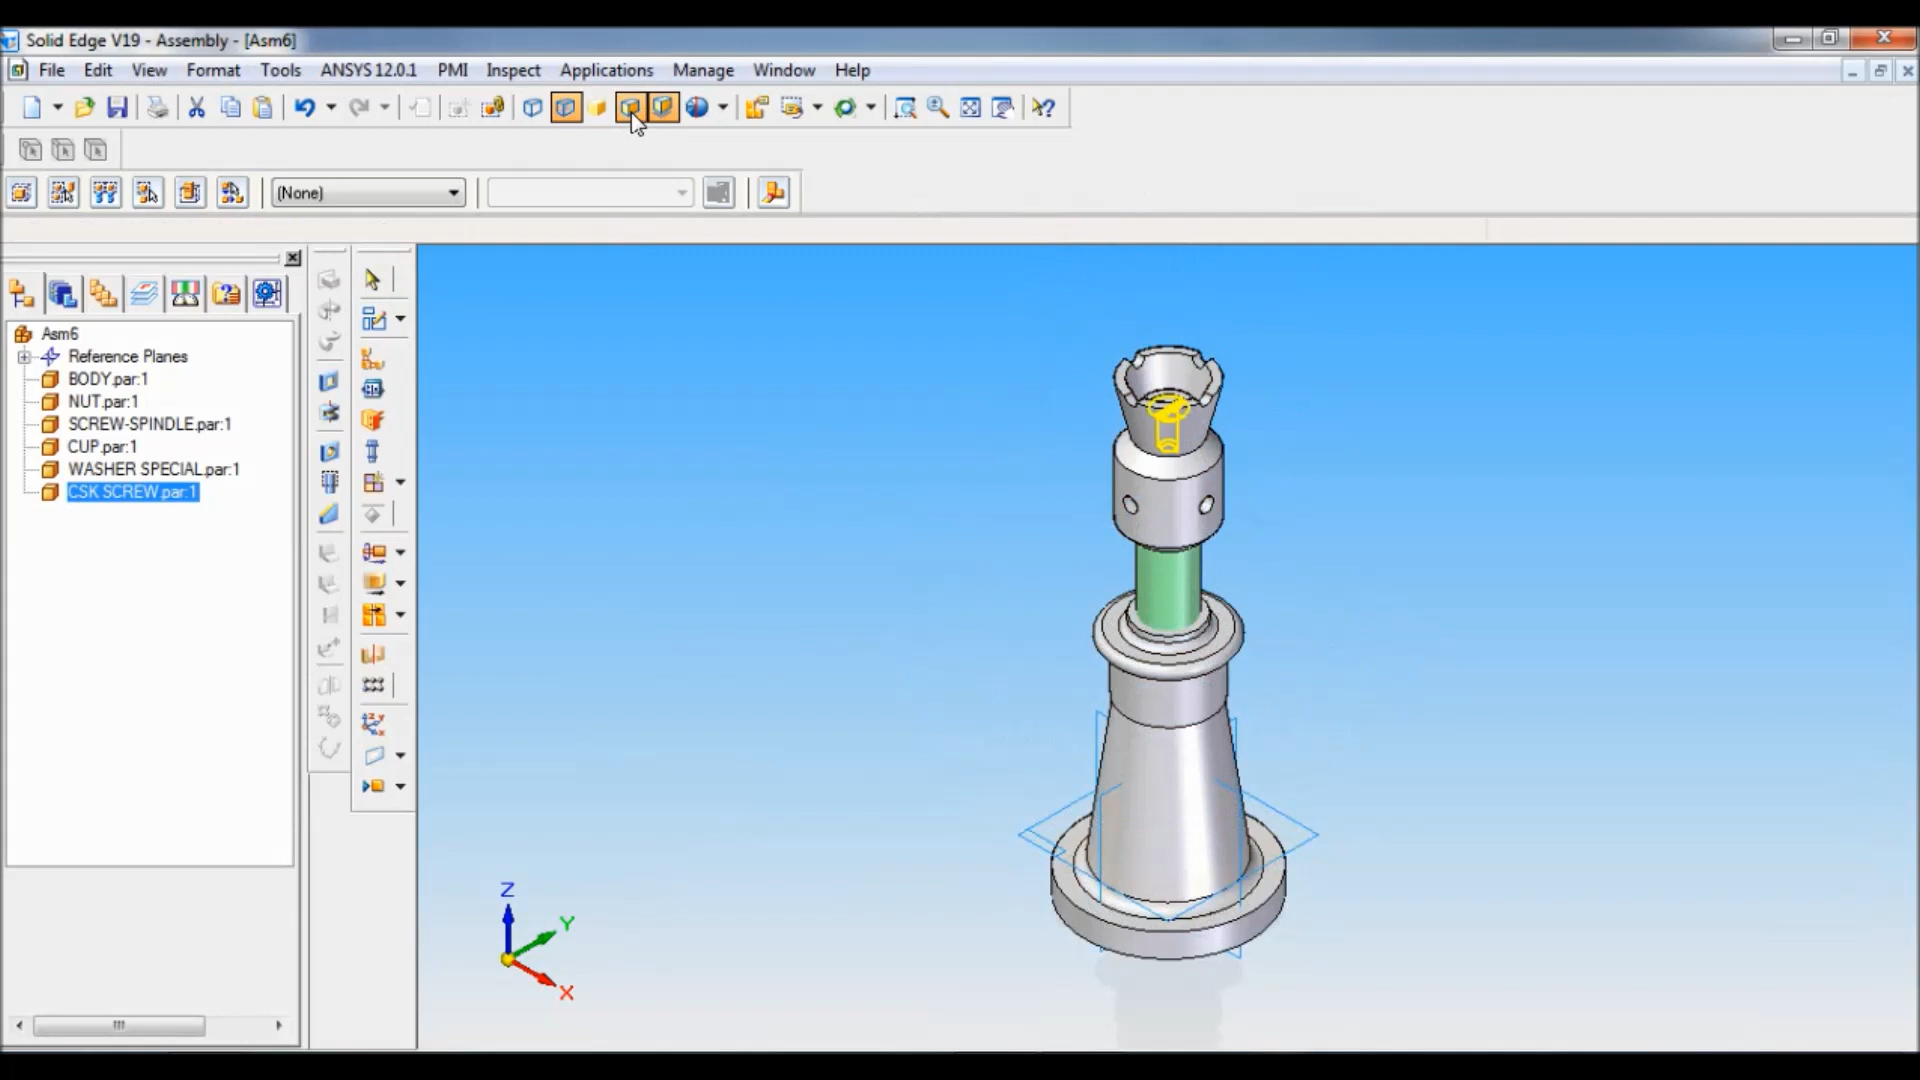 Solid Edge V19 - Assembly - [Asm6]
File Edit View Format Tools ANSYS 12.0.1 PMI Inspect Applications Manage Window Help
(None)
Asm6
Reference Planes
BODY.par:1
NUT.par:1
SCREW-SPINDLE.par:1
CUP.par:1
WASHER SPECIAL.par:1
CSK SCREW.par:1
Z
Y
X